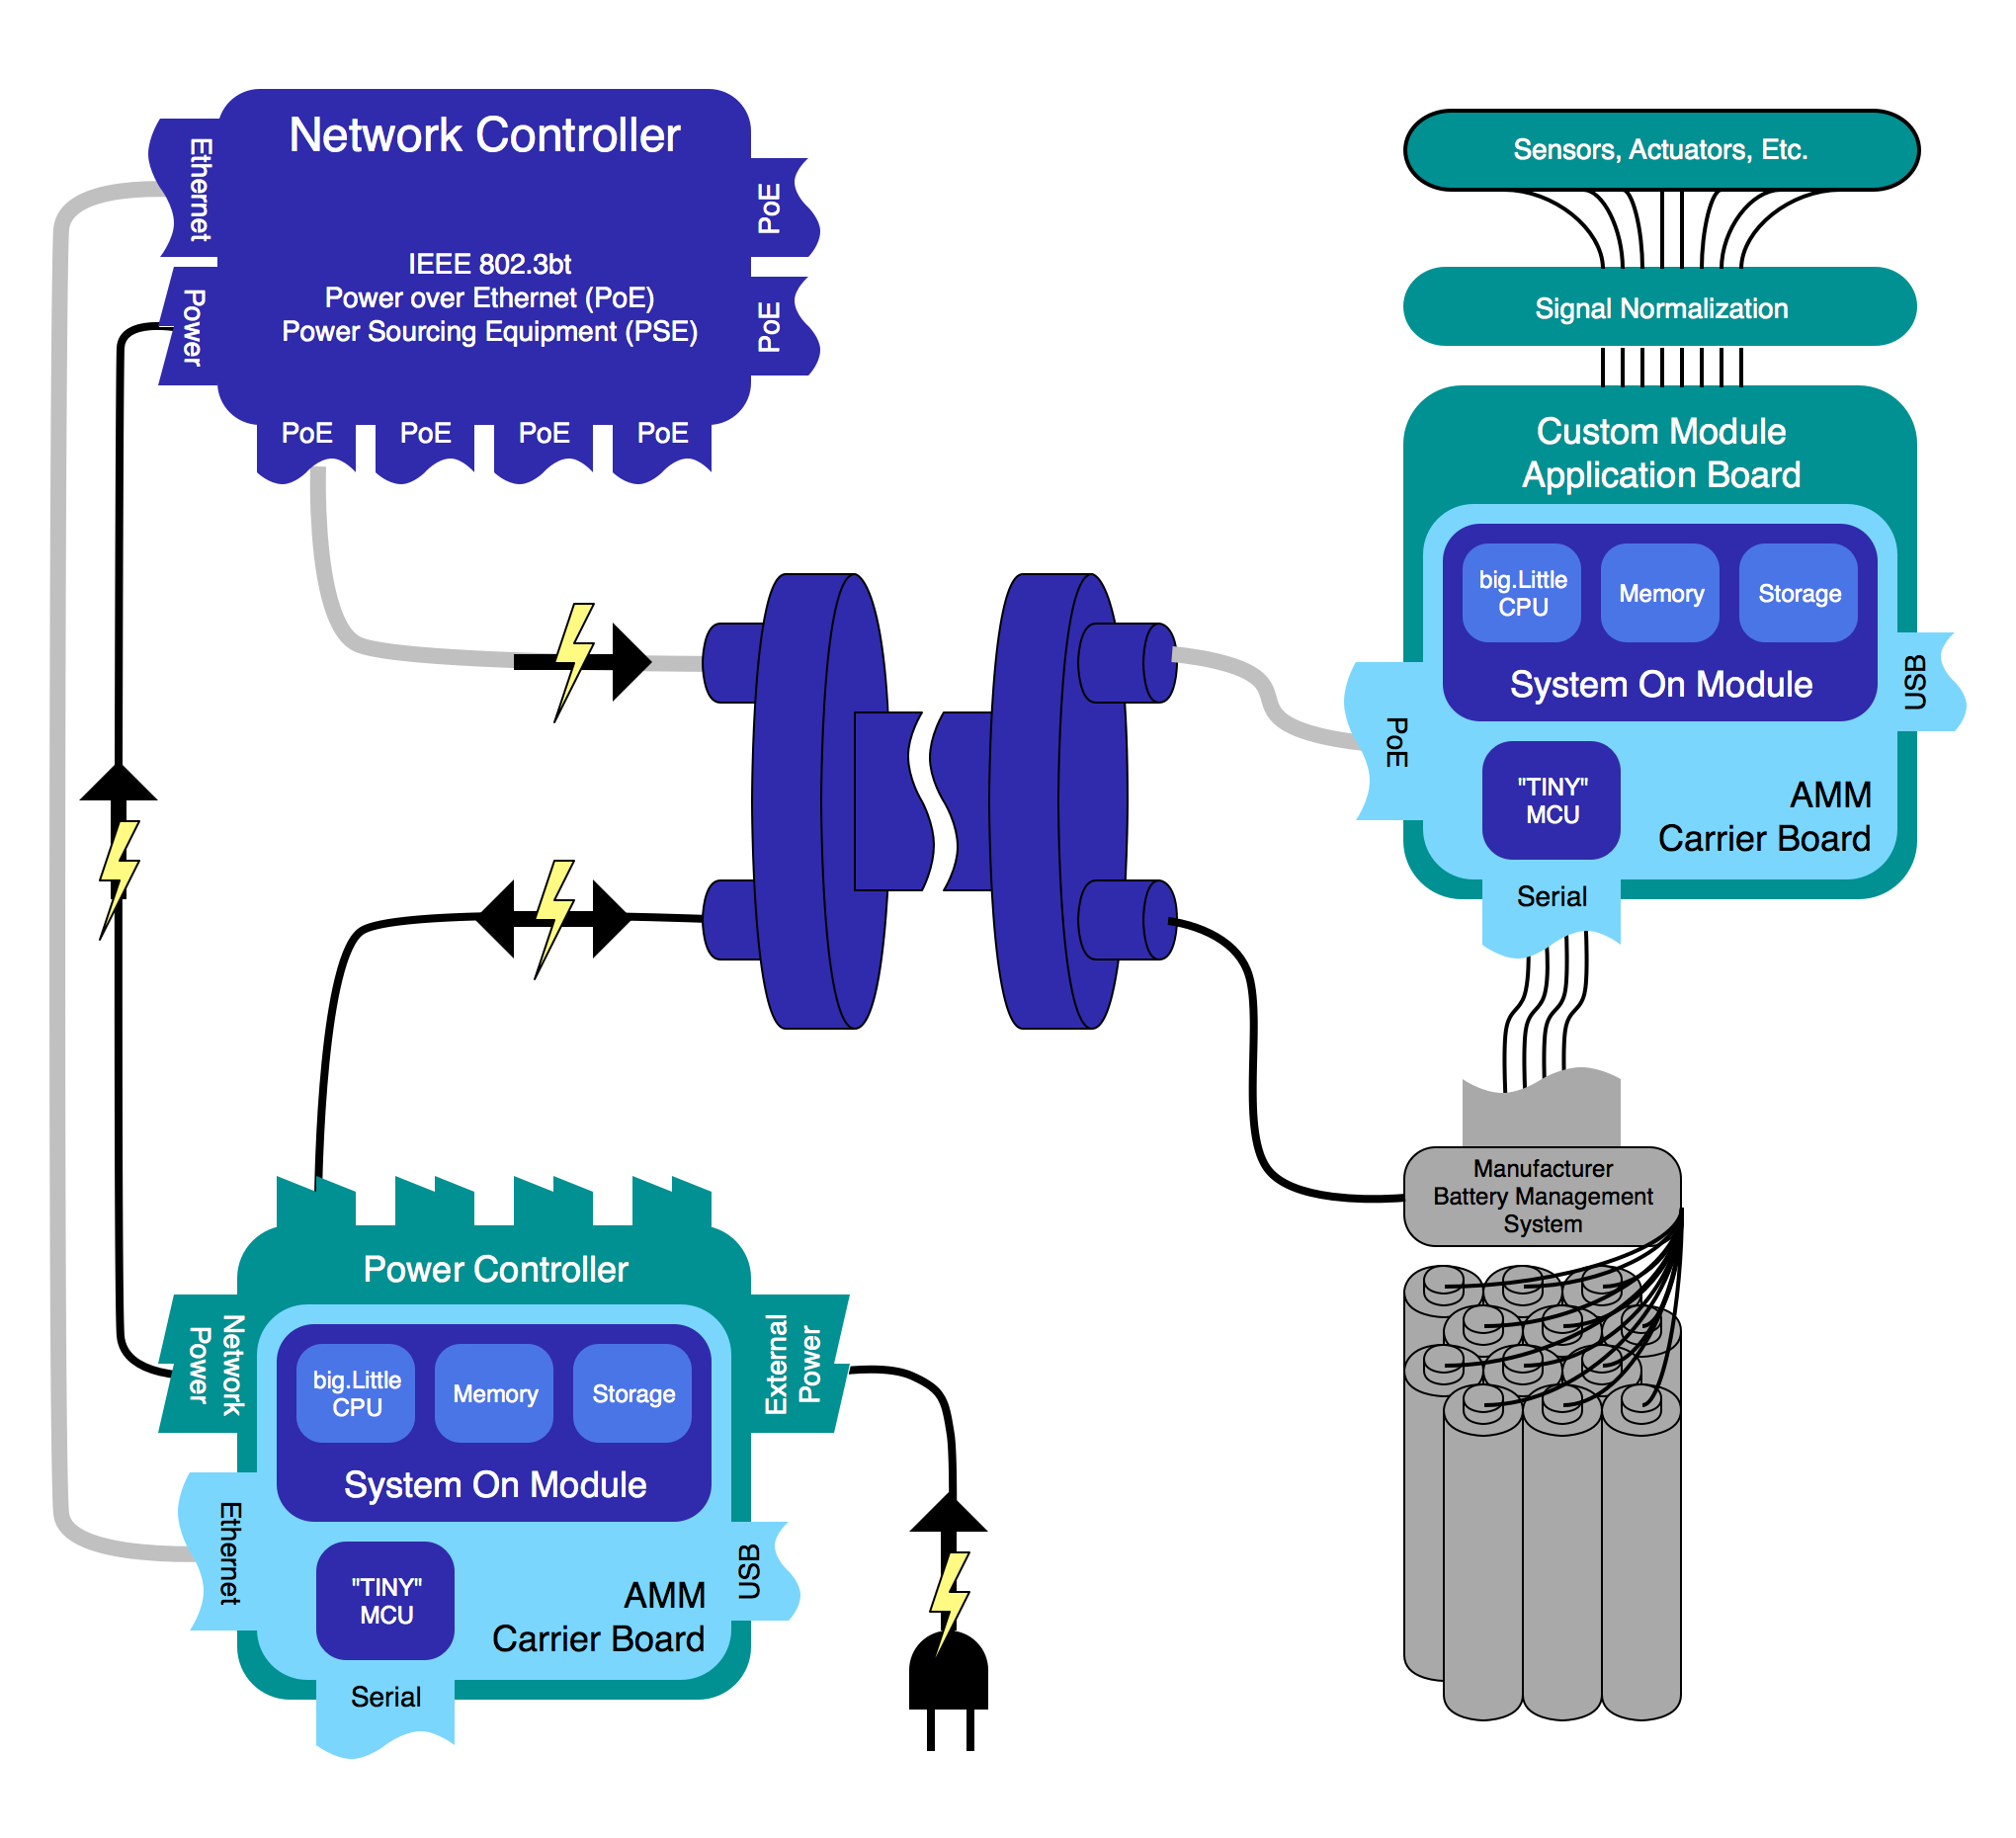 Network Controller
Ethernet
Power
IEEE 802.3bt
Power over Ethernet (PoE)
Power Sourcing Equipment (PSE)
PoE
PoE
PoE
PoE
PoE
PoE
Sensors, Actuators, Etc.
Signal Normalization
Custom Module
Application Board
big.Little
CPU
Memory
Storage
System On Module
USB
PoE
"TINY"
MCU
AMM
Carrier Board
Serial
Manufacturer
Battery Management
System
Power Controller
Network
Power
External
Power
big.Little
CPU
Memory
Storage
System On Module
Ethernet
USB
"TINY"
MCU
AMM
Carrier Board
Serial